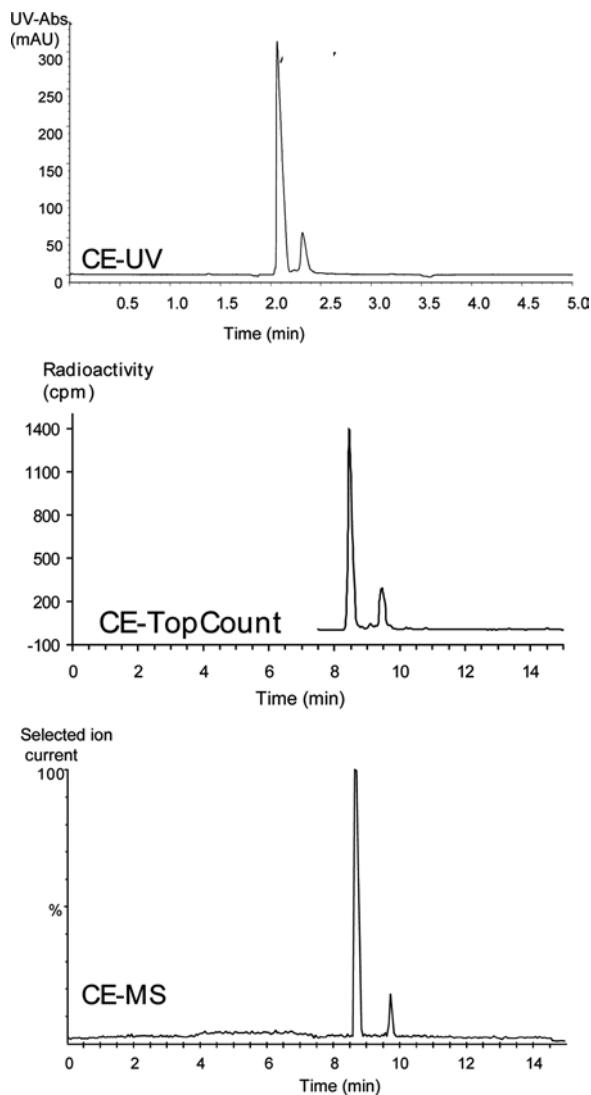 UV-Abs
(mAU)
300
250
200
150
100
50
0
CE-UV
0.5 1.0 1.5 2.0 2.5 3.0 3.5 4.0 4.5 5.0
Time (min)
Radioactivity
(cpm)
1400
1100
800
500
200
-100
CE-TopCount
0 2 4 6 8 10 12 14
Time (min)
Selected ion
current
100
%
CE-MS
0 2 4 6 8 10 12 14
Time (min)